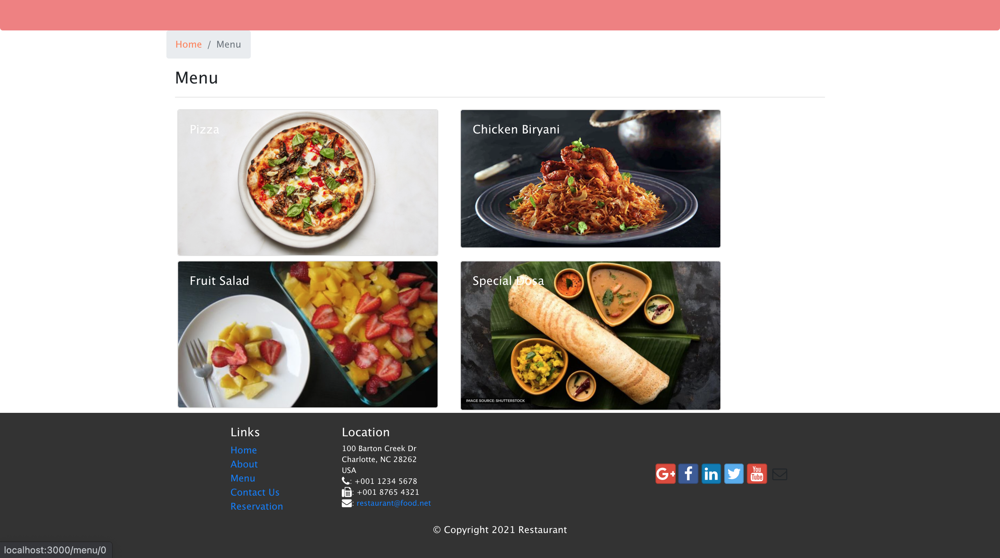 Home / Menu
Menu
Pizza
Chicken Biryani
Fruit Salad
Special Dosa
IMAGE SOURCE: SHUTTERSTOCK
Links
Home
About
Menu
Contact Us
Reservation
Location
100 Barton Creek Dr
Charlotte, NC 28262
USA
: +001 1234 5678
: +001 8765 4321
: restaurant@food.net
G+ f in You Tube
© Copyright 2021 Restaurant
localhost:3000/menu/0